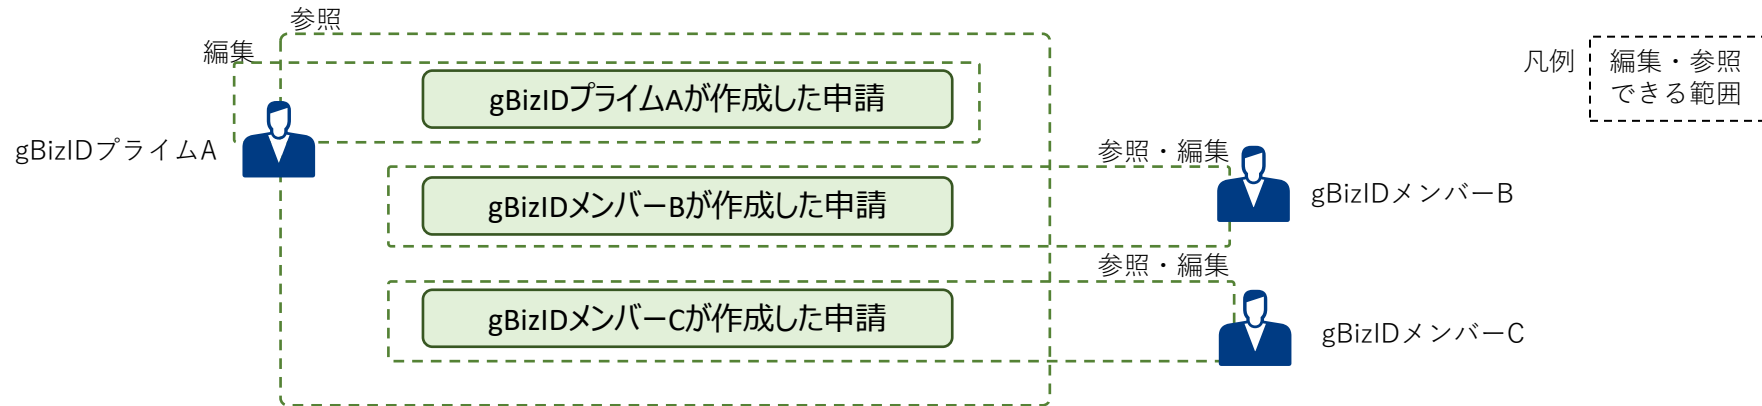 参照
編集
gBizIDプライムAが作成した申請
gBizIDプライムA
凡例
編集・参照
できる範囲
参照・編集
gBizIDメンバーBが作成した申請
gBizIDメンバーB
参照・編集
gBizIDメンバーCが作成した申請
gBizIDメンバーC